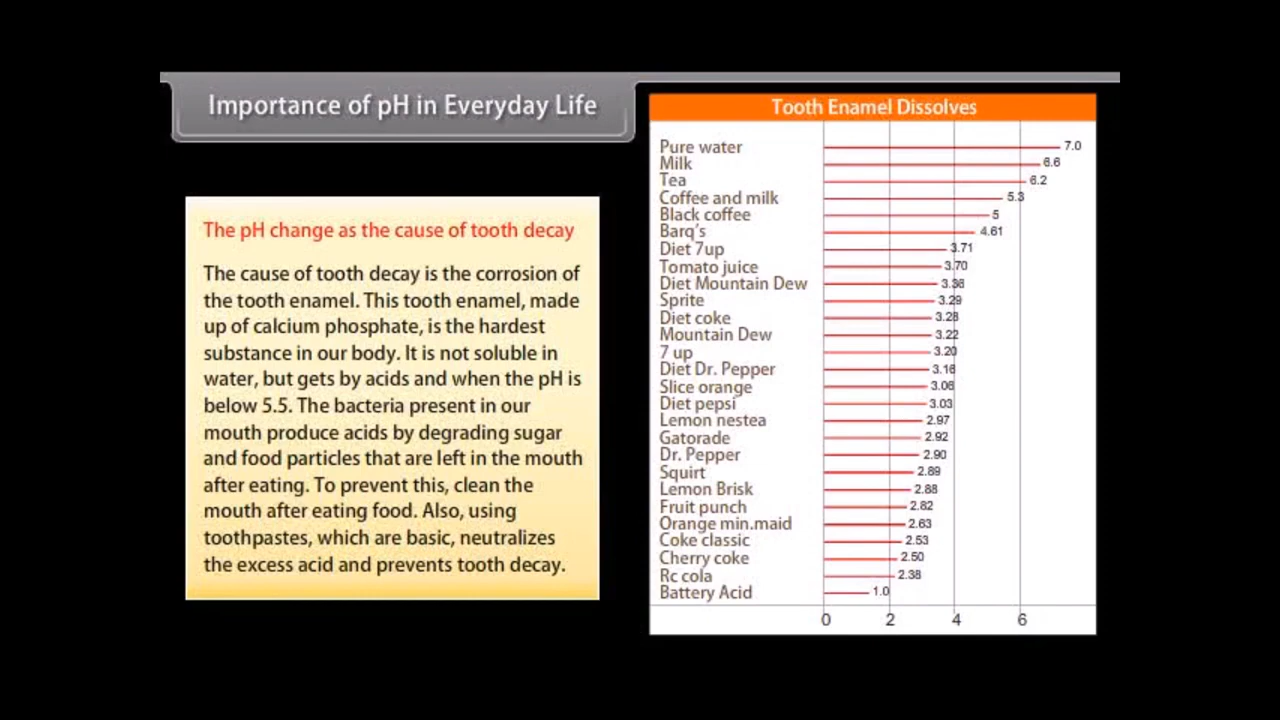 Importance of pH in Everyday Life
The pH change as the cause of tooth decay
The cause of tooth decay is the corrosion of
the tooth enamel. This tooth enamel, made
up of calcium phosphate, is the hardest
substance in our body. It is not soluble in
water, but gets by acids and when the pH is
below 5.5. The bacteria present in our
mouth produce acids by degrading sugar
and food particles that are left in the mouth
after eating. To prevent this, clean the
mouth after eating food. Also, using
toothpastes, which are basic, neutralizes
the excess acid and prevents tooth decay.
Tooth Enamel Dissolves
Pure water 7.0
Milk 6.6
Tea 6.2
Coffee and milk 5.3
Black coffee 5
Barq's 4.61
Diet 7up 3.71
Tomato juice 3.70
Diet Mountain Dew 3.36
Sprite 3.29
Diet coke 3.28
Mountain Dew 3.22
7 up 3.20
Diet Dr. Pepper 3.16
Slice orange 3.06
Diet pepsi 3.03
Lemon nestea 2.97
Gatorade 2.92
Dr. Pepper 2.90
Squirt 2.89
Lemon Brisk 2.88
Fruit punch 2.82
Orange min.maid 2.63
Coke classic 2.53
Cherry coke 2.50
Rc cola 2.38
Battery Acid 1.0
0 2 4 6